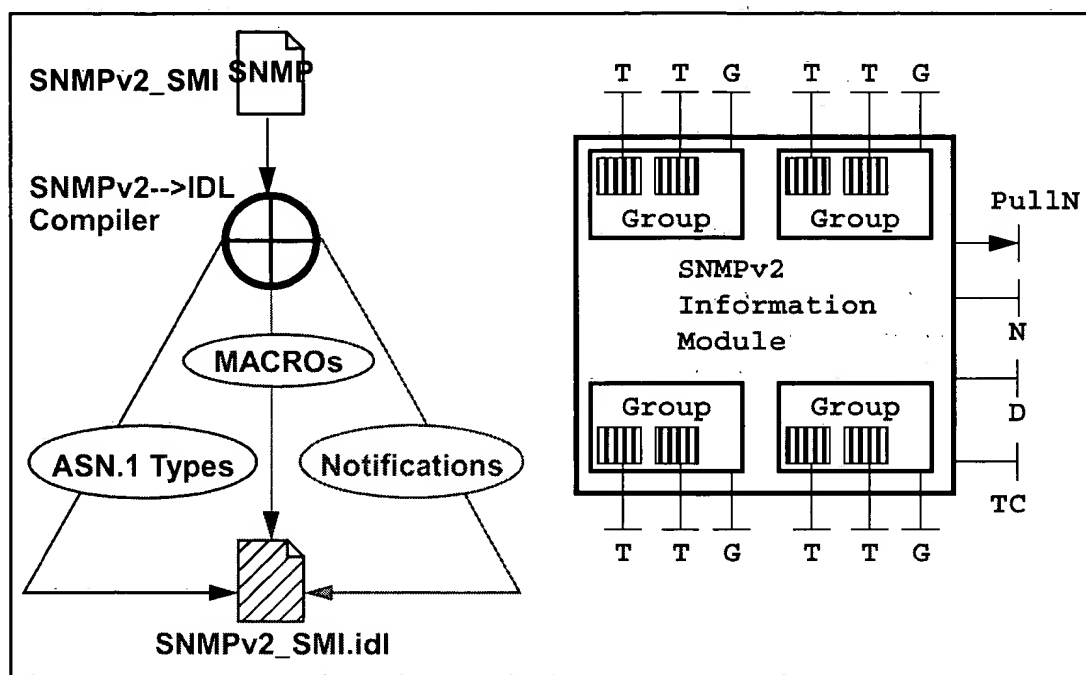 SNMPv2_SMI
SNMP
SNMPv2-->IDL
Compiler
MACROs
ASN.1 Types
Notifications
SNMPv2_SMI.idl
T T G T T G
Group Group
SNMPv2
Information
Module
Group Group
T T G T T G
PullN
N
D
TC